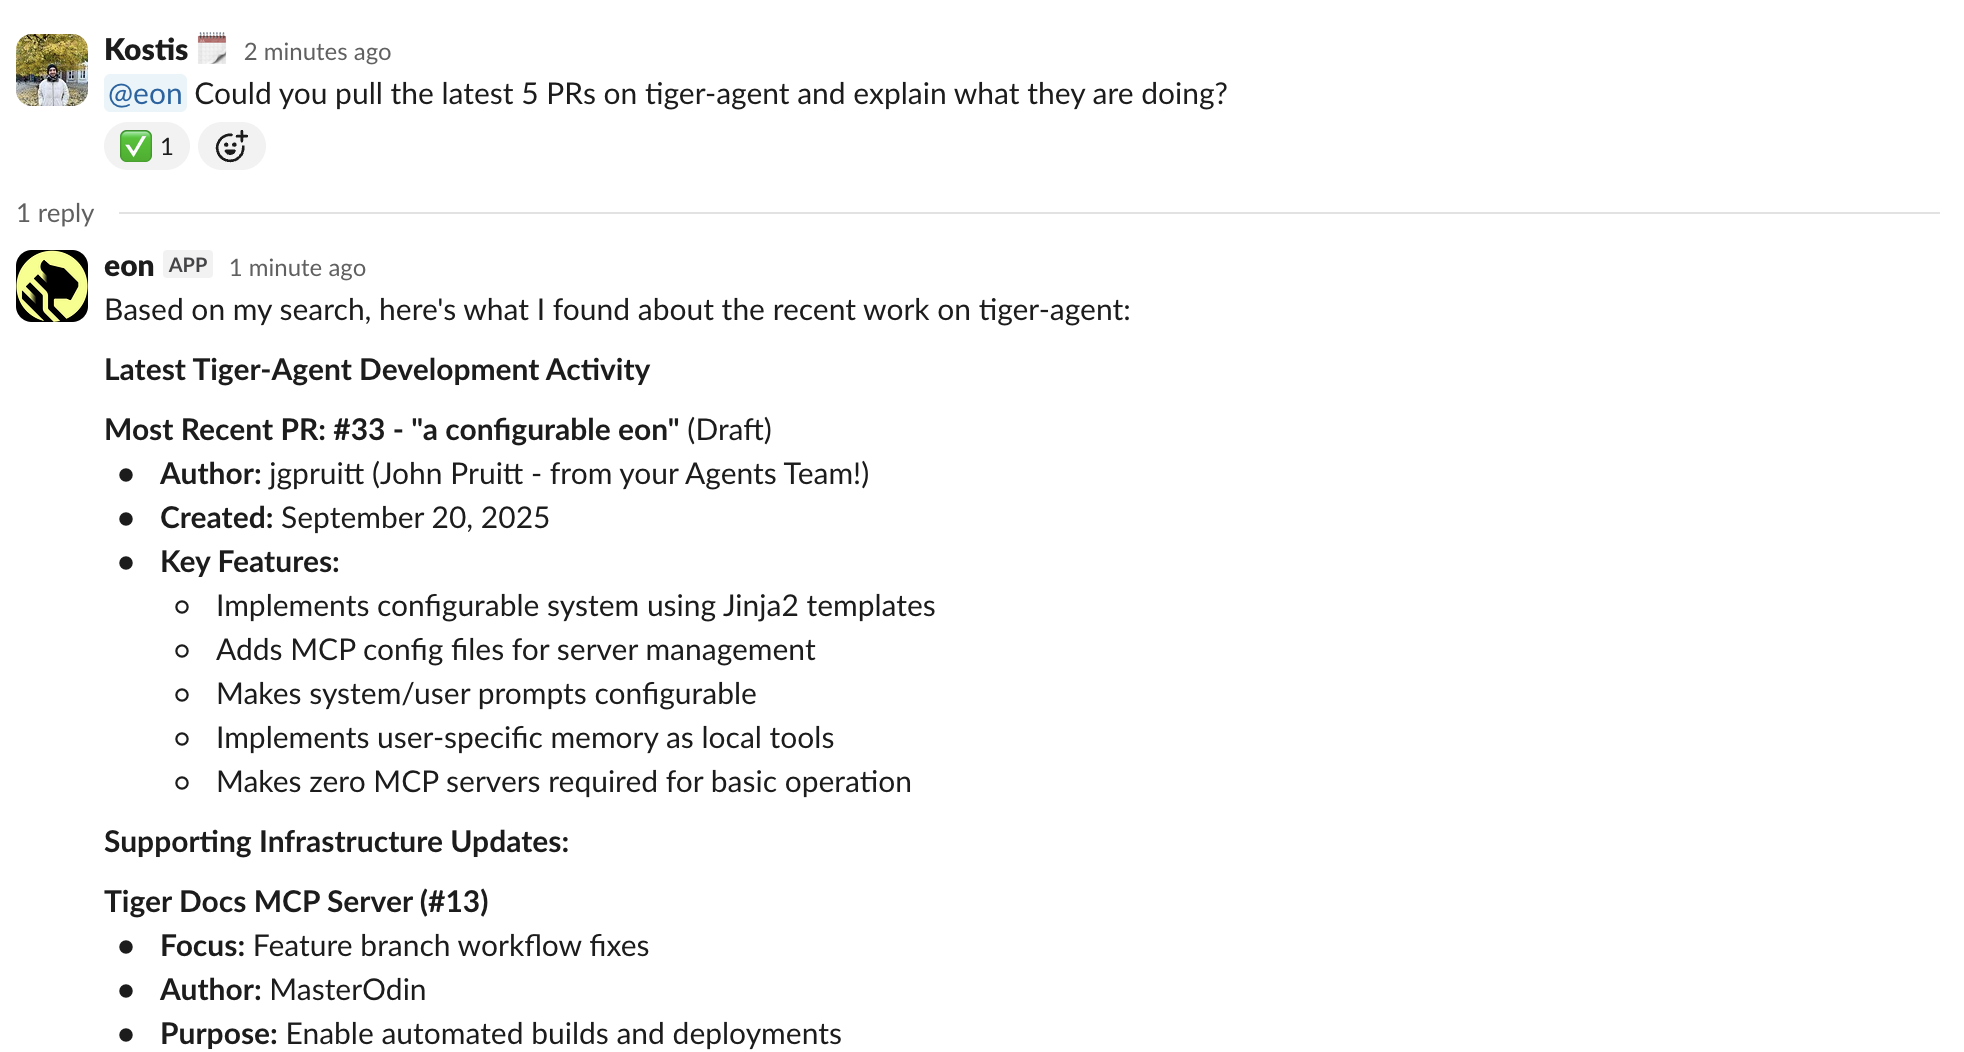 Kostis 2 minutes ago
@eon Could you pull the latest 5 PRs on tiger-agent and explain what they are doing?
1
1 reply
eon APP 1 minute ago
Based on my search, here's what I found about the recent work on tiger-agent:
Latest Tiger-Agent Development Activity
Most Recent PR: #33 - "a configurable eon" (Draft)
● Author: jgpruitt (John Pruitt - from your Agents Team!)
● Created: September 20, 2025
● Key Features:
○ Implements configurable system using Jinja2 templates
○ Adds MCP config files for server management
○ Makes system/user prompts configurable
○ Implements user-specific memory as local tools
○ Makes zero MCP servers required for basic operation
Supporting Infrastructure Updates:
Tiger Docs MCP Server (#13)
● Focus: Feature branch workflow fixes
● Author: MasterOdin
● Purpose: Enable automated builds and deployments